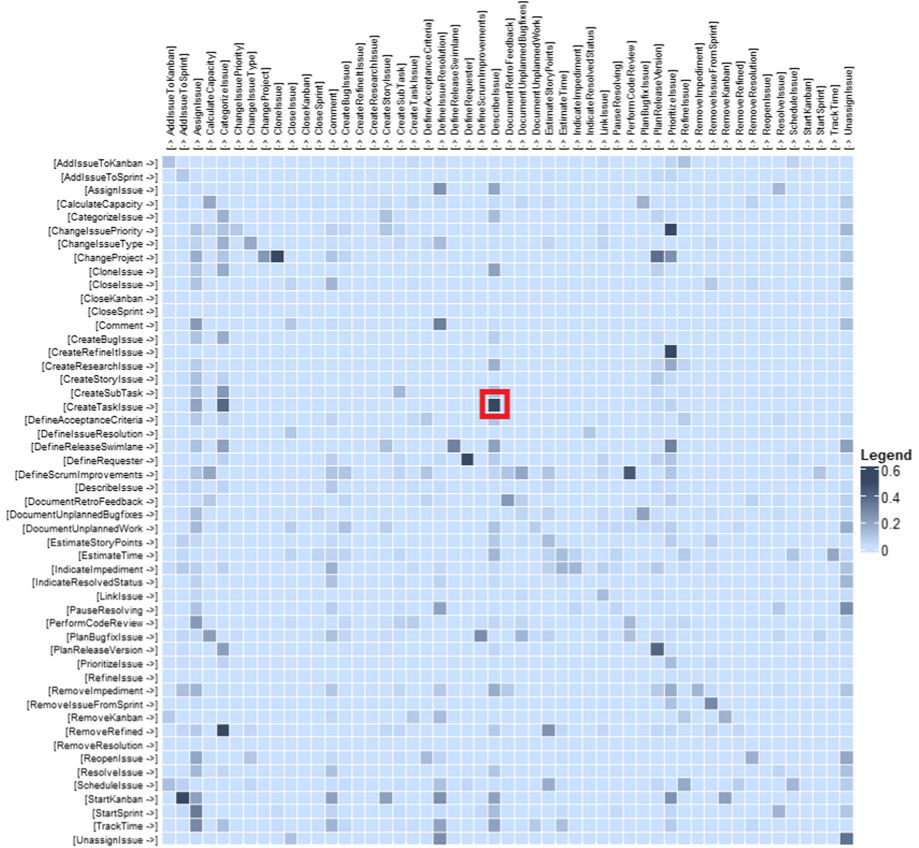 [-> AddIssueToKanban]
[-> AddIssueToSprint]
[-> AssignIssue]
[-> CalculateCapacity]
[-> CategorizeIssue]
[-> ChangeIssuePriority]
[-> ChangeIssueType]
[-> ChangeProject]
[-> CloneIssue]
[-> CloseIssue]
[-> CloseKanban]
[-> CloseSprint]
[-> Comment]
[-> CreateBugIssue]
[-> CreateRefineItIssue]
[-> CreateResearchIssue]
[-> CreateStoryIssue]
[-> CreateSubTask]
[-> CreateTaskIssue]
[-> DefineAcceptanceCriteria]
[-> DefineIssueResolution]
[-> DefineReleaseSwimlane]
[-> DefineRequester]
[-> DefineScrumImprovements]
[-> DescribeIssue]
[-> DocumentRetroFeedback]
[-> DocumentUnplannedBugfixes]
[-> DocumentUnplannedWork]
[-> EstimateStoryPoints]
[-> EstimateTime]
[-> IndicateImpediment]
[-> IndicateResolvedStatus]
[-> LinkIssue]
[-> PauseResolving]
[-> PerformCodeReview]
[-> PlanBugfixIssue]
[-> PlanReleaseVersion]
[-> PrioritizeIssue]
[-> RefineIssue]
[-> RemoveImpediment]
[-> RemoveIssueFromSprint]
[-> RemoveKanban]
[-> RemoveRefined]
[-> RemoveResolution]
[-> ReopenIssue]
[-> ResolveIssue]
[-> ScheduleIssue]
[-> StartKanban]
[-> StartSprint]
[-> TrackTime]
[-> UnassignIssue]
[AddIssueToKanban ->]
[AddIssueToSprint ->]
[AssignIssue ->]
[CalculateCapacity ->]
[CategorizeIssue ->]
[ChangeIssuePriority ->]
[ChangeIssueType ->]
[ChangeProject ->]
[CloneIssue ->]
[CloseIssue ->]
[CloseKanban ->]
[CloseSprint ->]
[Comment ->]
[CreateBugIssue ->]
[CreateRefineItIssue ->]
[CreateResearchIssue ->]
[CreateStoryIssue ->]
[CreateSubTask ->]
[CreateTaskIssue ->]
[DefineAcceptanceCriteria ->]
[DefineIssueResolution ->]
[DefineReleaseSwimlane ->]
[DefineRequester ->]
[DefineScrumImprovements ->]
[DescribeIssue ->]
[DocumentRetroFeedback ->]
[DocumentUnplannedBugfixes ->]
[DocumentUnplannedWork ->]
[EstimateStoryPoints ->]
[EstimateTime ->]
[IndicateImpediment ->]
[IndicateResolvedStatus ->]
[LinkIssue ->]
[PauseResolving ->]
[PerformCodeReview ->]
[PlanBugfixIssue ->]
[PlanReleaseVersion ->]
[PrioritizeIssue ->]
[RefineIssue ->]
[RemoveImpediment ->]
[RemoveIssueFromSprint ->]
[RemoveKanban ->]
[RemoveRefined ->]
[RemoveResolution ->]
[ReopenIssue ->]
[ResolveIssue ->]
[ScheduleIssue ->]
[StartKanban ->]
[StartSprint ->]
[TrackTime ->]
[UnassignIssue ->]
Legend
0.6
0.4
0.2
0